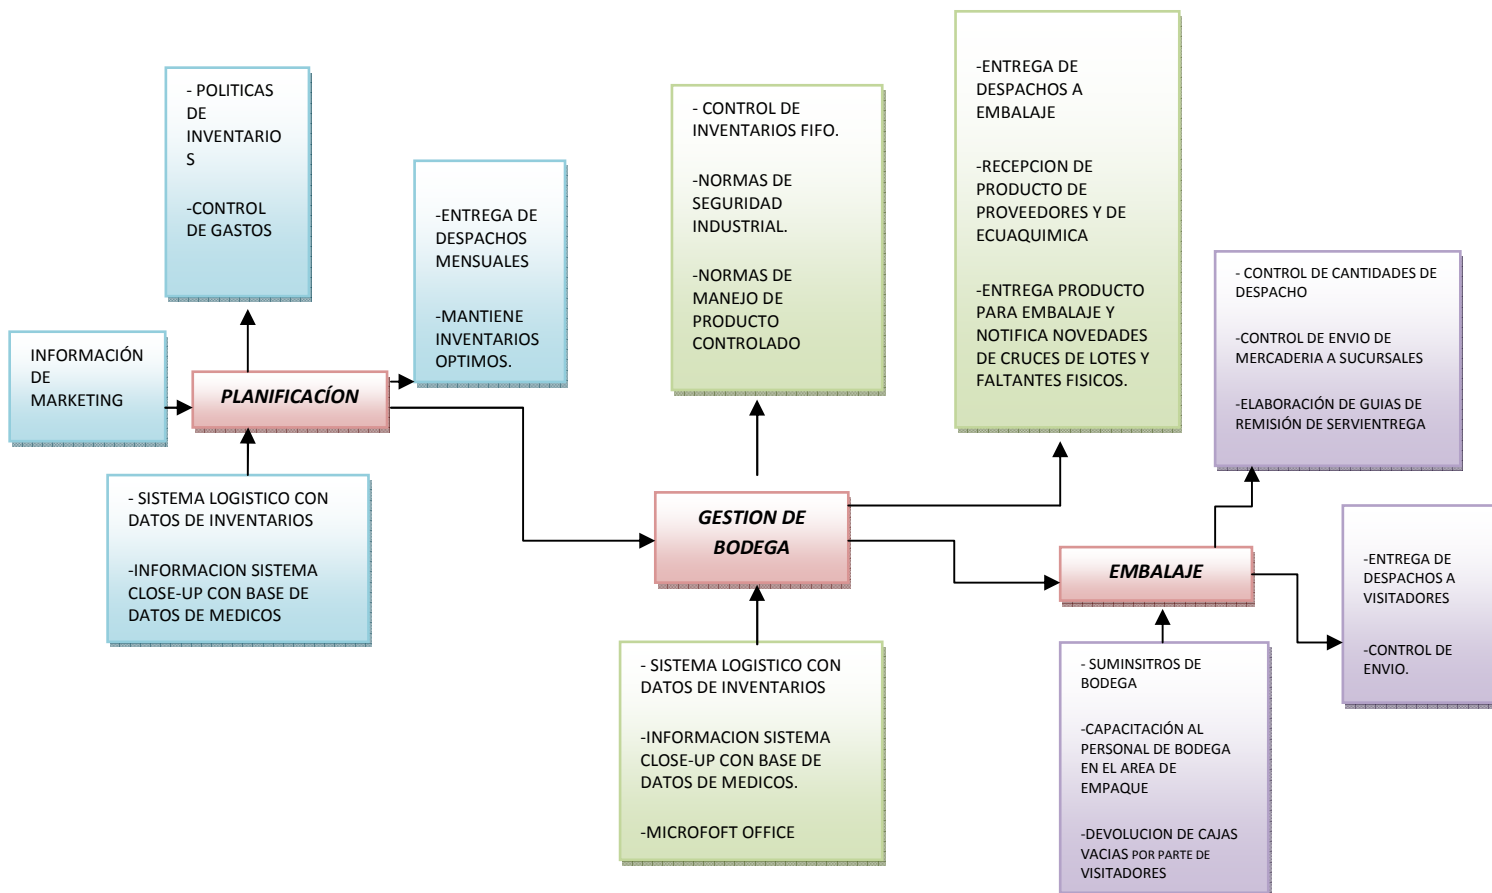 - POLITICAS
DE
INVENTARIO
S
-CONTROL
DE GASTOS
-ENTREGA DE
DESPACHOS
MENSUALES
-MANTIENE
INVENTARIOS
OPTIMOS.
INFORMACIÓN
DE
MARKETING
PLANIFICACÍON
- SISTEMA LOGISTICO CON
DATOS DE INVENTARIOS
-INFORMACION SISTEMA
CLOSE-UP CON BASE DE
DATOS DE MEDICOS
- CONTROL DE
INVENTARIOS FIFO.
-NORMAS DE
SEGURIDAD
INDUSTRIAL.
-NORMAS DE
MANEJO DE
PRODUCTO
CONTROLADO
-ENTREGA DE
DESPACHOS A
EMBALAJE
-RECEPCION DE
PRODUCTO DE
PROVEEDORES Y DE
ECUAQUIMICA
-ENTREGA PRODUCTO
PARA EMBALAJE Y
NOTIFICA NOVEDADES
DE CRUCES DE LOTES Y
FALTANTES FISICOS.
GESTION DE
BODEGA
- SISTEMA LOGISTICO CON
DATOS DE INVENTARIOS
-INFORMACION SISTEMA
CLOSE-UP CON BASE DE
DATOS DE MEDICOS.
-MICROFOFT OFFICE
- CONTROL DE CANTIDADES DE
DESPACHO
-CONTROL DE ENVIO DE
MERCADERIA A SUCURSALES
-ELABORACIÓN DE GUIAS DE
REMISIÓN DE SERVIENTREGA
EMBALAJE
-ENTREGA DE
DESPACHOS A
VISITADORES
-CONTROL DE
ENVIO.
- SUMINSITROS DE
BODEGA
-CAPACITACIÓN AL
PERSONAL DE BODEGA
EN EL AREA DE
EMPAQUE
-DEVOLUCION DE CAJAS
VACIAS POR PARTE DE
VISITADORES